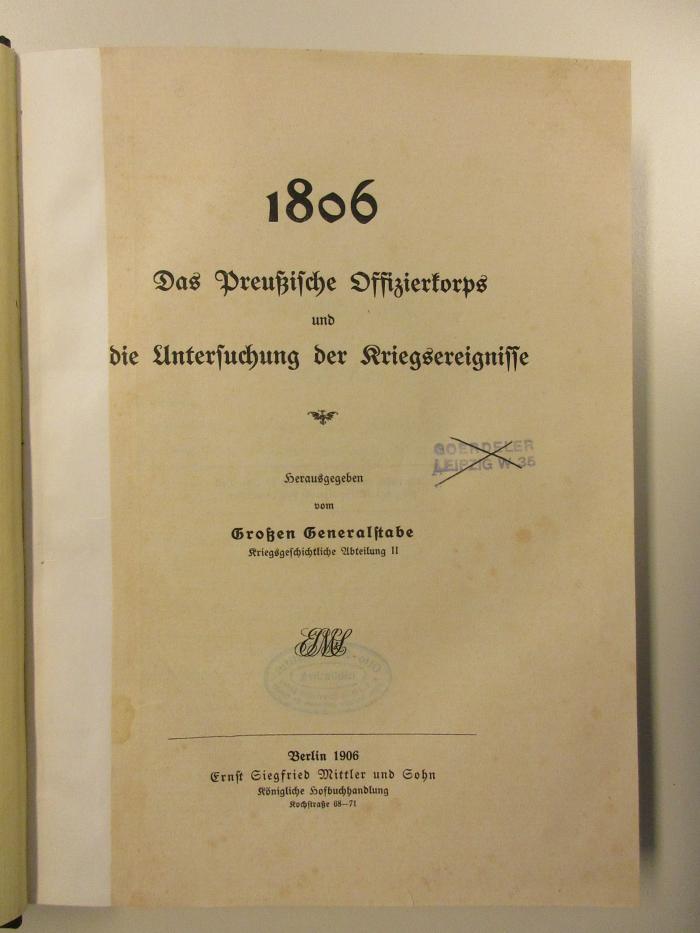 1806
Das Preußische Offizierkorps
und
die Untersuchung der Kriegsereignisse
GOERDELER
LEIPZIG W 35
Herausgegeben
vom
Großen Generalstabe
Kriegsgeschichtliche Abteilung II
ESMS
Berlin 1906
Ernst Siegfried Mittler und Sohn
Königliche Hofbuchhandlung
Kochstraße 68–71